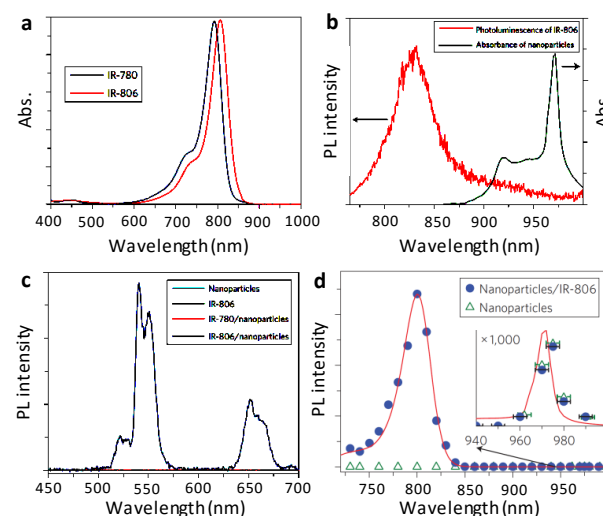 a
IR-780
IR-806
Abs.
400 500 600 700 800 900 1000
Wavelength (nm)
b
Photoluminescence of IR-806
Absorbance of nanoparticles
PL intensity
Abs.
800 850 900 950
Wavelength (nm)
c
Nanoparticles
IR-806
IR-780/nanoparticles
IR-806/nanoparticles
PL intensity
450 500 550 600 650 700
Wavelength (nm)
d
Nanoparticles/IR-806
Nanoparticles
×1,000
940 960 980
PL intensity
750 800 850 900 950
Wavelength (nm)